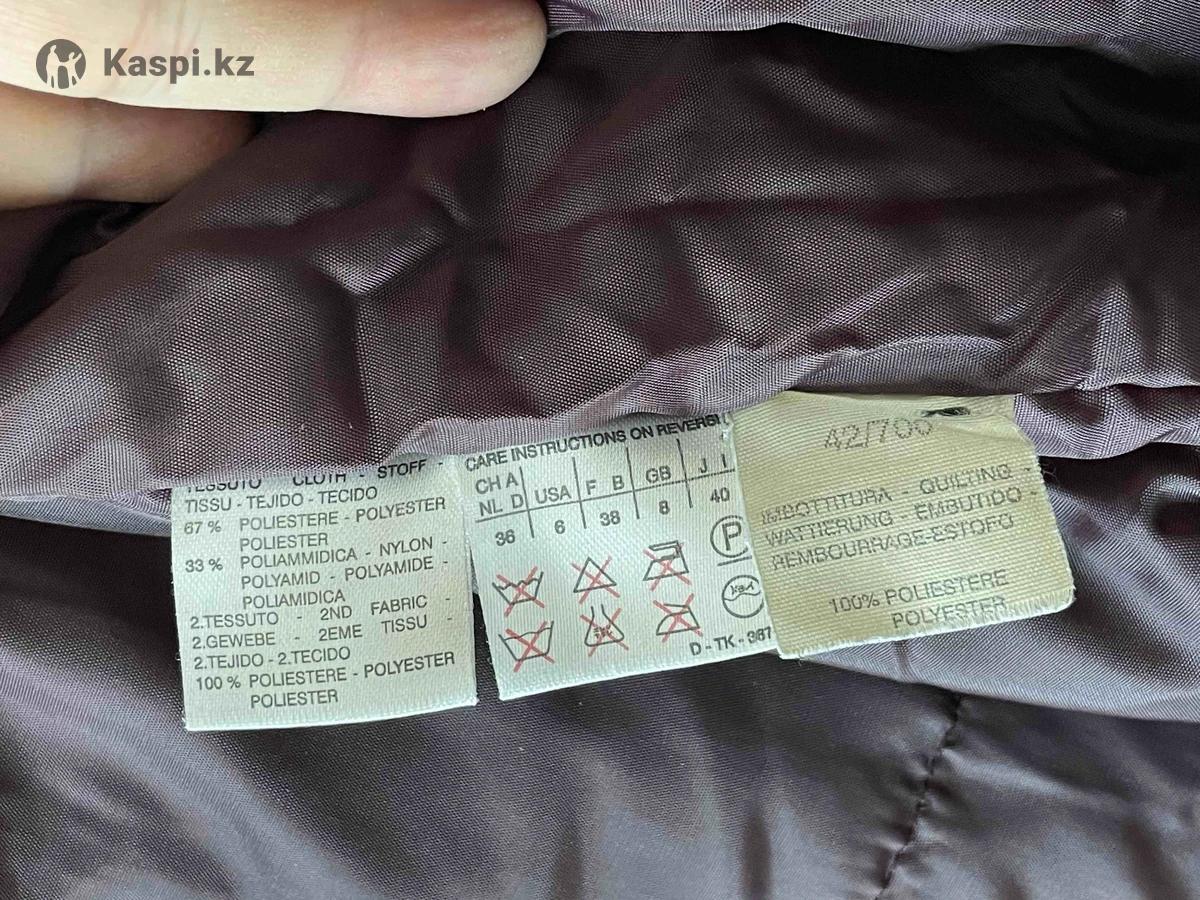 Kaspi.kz
TESSUTO CLOTH - STOFF -
TISSU - TEJIDO - TECIDO
67 % POLIESTERE - POLYESTER
POLIESTER
33 % POLIAMMIDICA - NYLON -
POLYAMID - POLYAMIDE -
POLIAMIDICA
2.TESSUTO - 2ND FABRIC -
2.GEWEBE - 2EME TISSU -
2.TEJIDO - 2.TECIDO
100 % POLIESTERE - POLYESTER
POLIESTER
CARE INSTRUCTIONS ON REVERSE
CH A NL D USA F B GB J I
36 6 38 8 40
P
D - TK - 367
42/700
IMBOTTITURA QUILTING
WATTIERUNG EMBUTIDO -
REMBOURRAGE-ESTOFO
100% POLIESTERE
POLYESTER